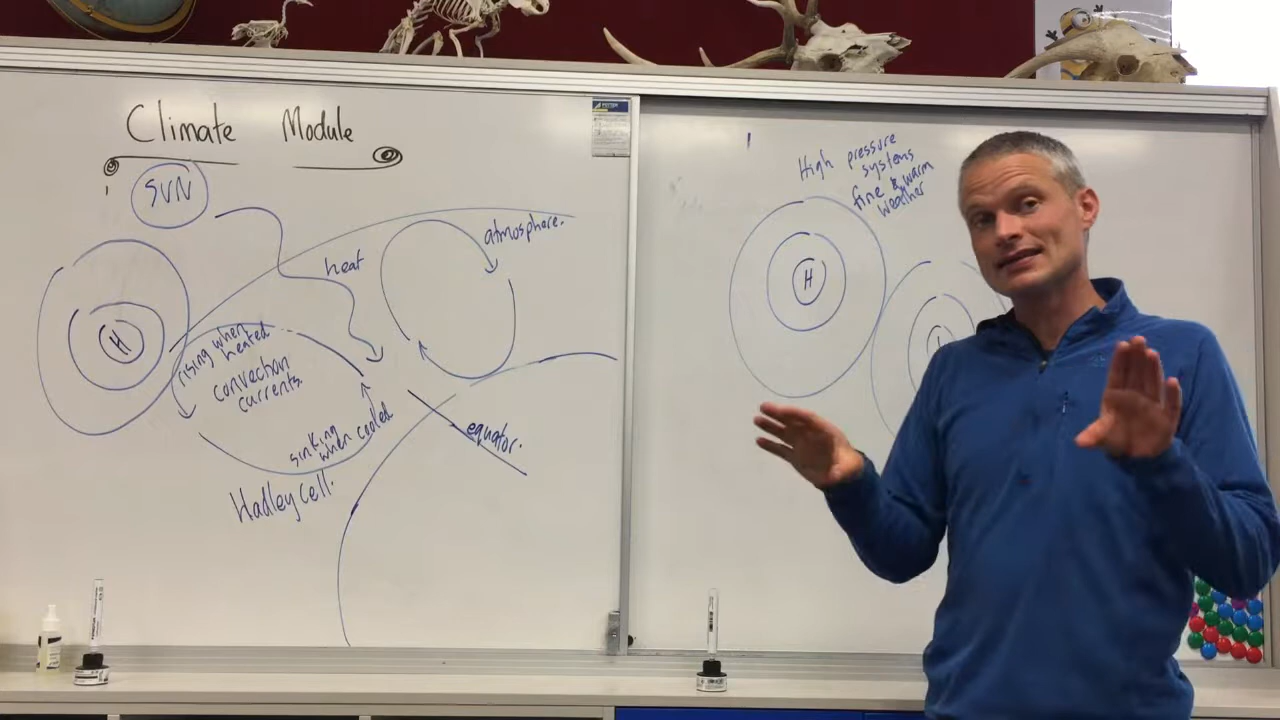 Climate Module
SUN
heat
atmosphere.
H
rising when
heated
convection
currents.
sinking
when cooled
equator.
Hadley cell.
High pressure
systems
fine & warm
weather
H